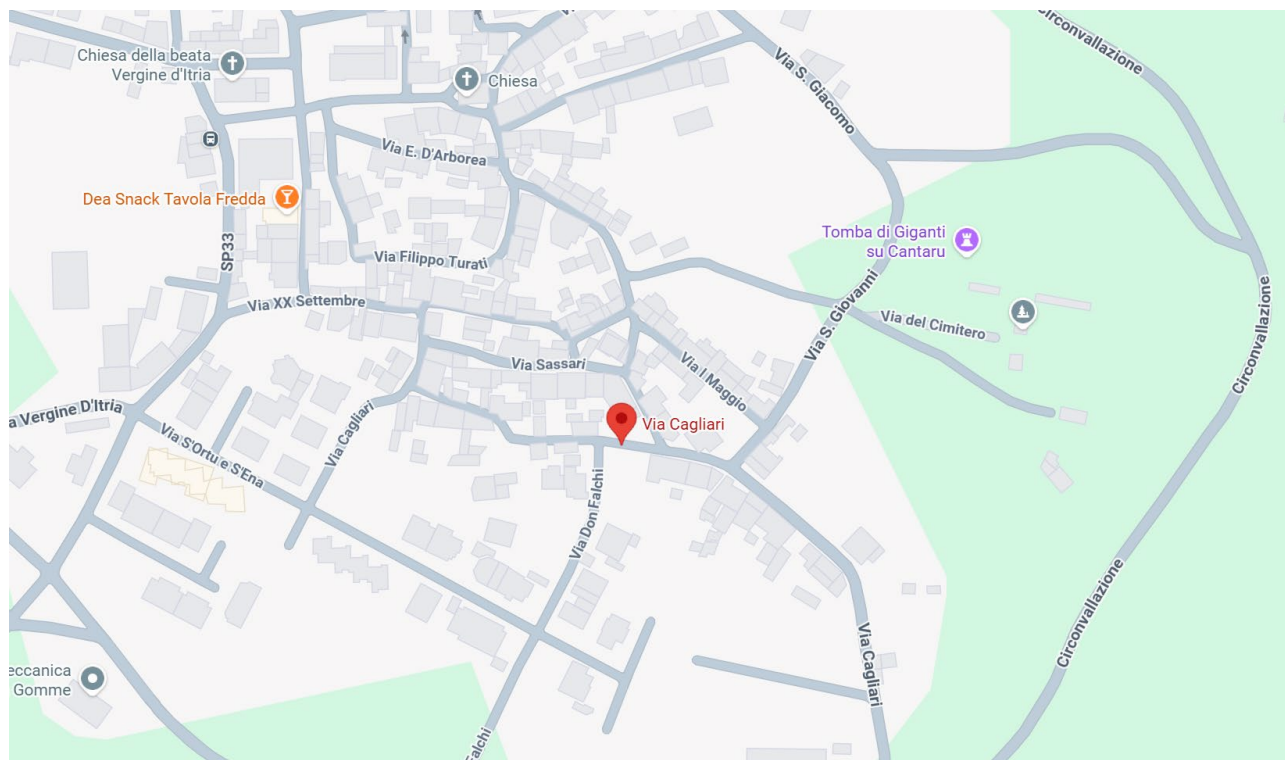 Circonvallazione
Chiesa della beata
Vergine d'Itria
Chiesa
Via S. Giacomo
Via E. D'Arborea
Dea Snack Tavola Fredda
SP33
Tomba di Giganti
su Cantaru
Via Filippo Turati
Via XX Settembre
Via S. Giovanni
Via del Cimitero
Circonvallazione
Via Sassari
Via I Maggio
a Vergine D'Itria
Via Cagliari
Via Cagliari
Via S'Ortu e S'Ena
Via Don Falchi
Circonvallazione
Via Cagliari
eccanica
Gomme
Falchi